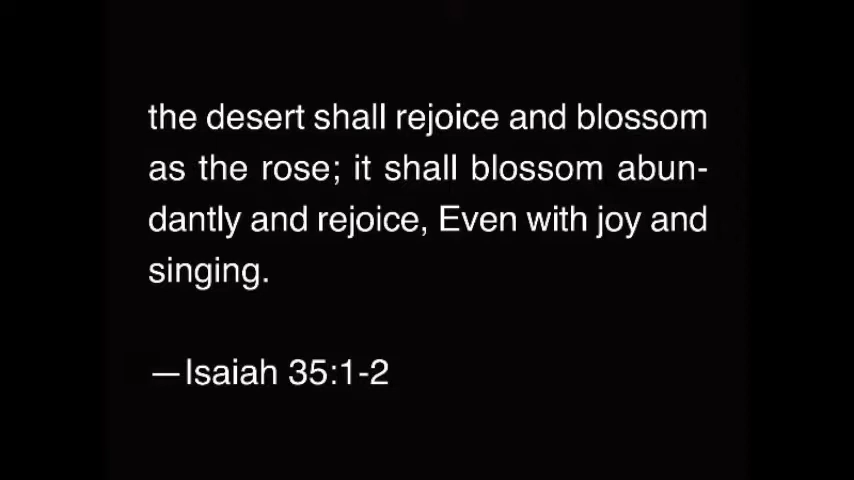 the desert shall rejoice and blossom
as the rose; it shall blossom abun-
dantly and rejoice, Even with joy and
singing.
—Isaiah 35:1-2